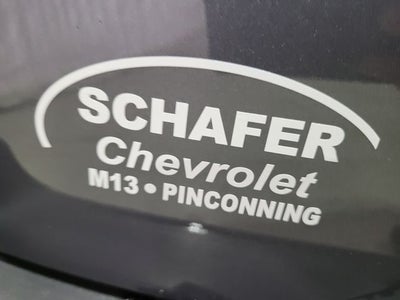 SCHAFER
Chevrolet
M13 • PINCONNING